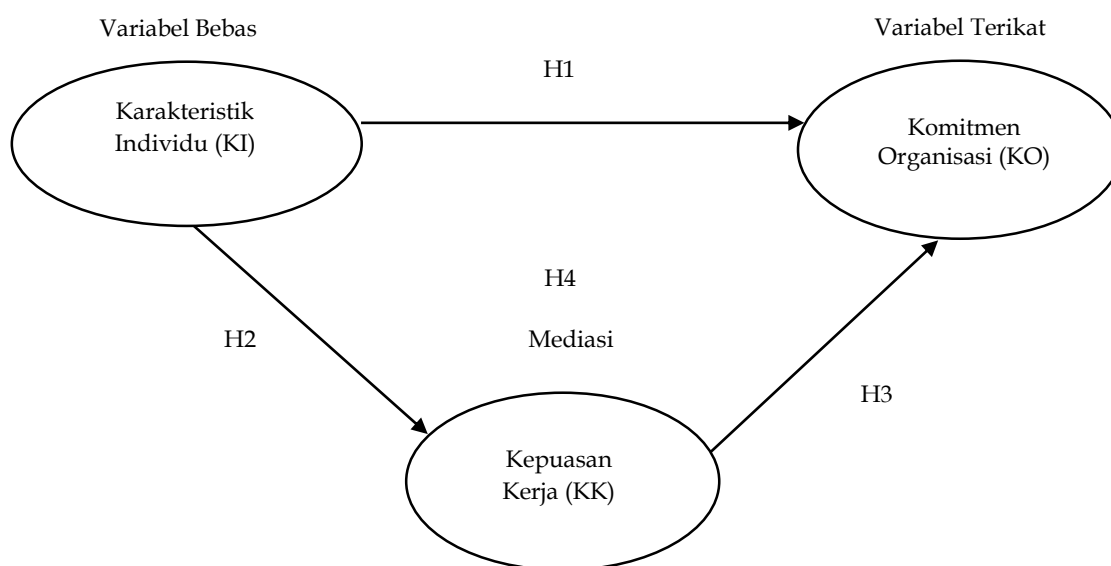 Variabel Bebas
Variabel Terikat
H1
Karakteristik
Individu (KI)
Komitmen
Organisasi (KO)
H4
H2
Mediasi
H3
Kepuasan
Kerja (KK)